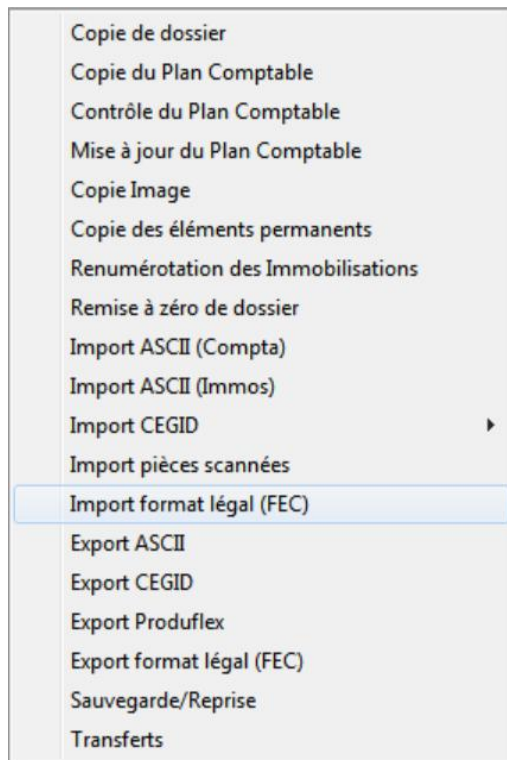 Copie de dossier
Copie du Plan Comptable
Contrôle du Plan Comptable
Mise à jour du Plan Comptable
Copie Image
Copie des éléments permanents
Renumérotation des Immobilisations
Remise à zéro de dossier
Import ASCII (Compta)
Import ASCII (Immos)
Import CEGID
Import pièces scannées
Import format légal (FEC)
Export ASCII
Export CEGID
Export Produflex
Export format légal (FEC)
Sauvegarde/Reprise
Transferts